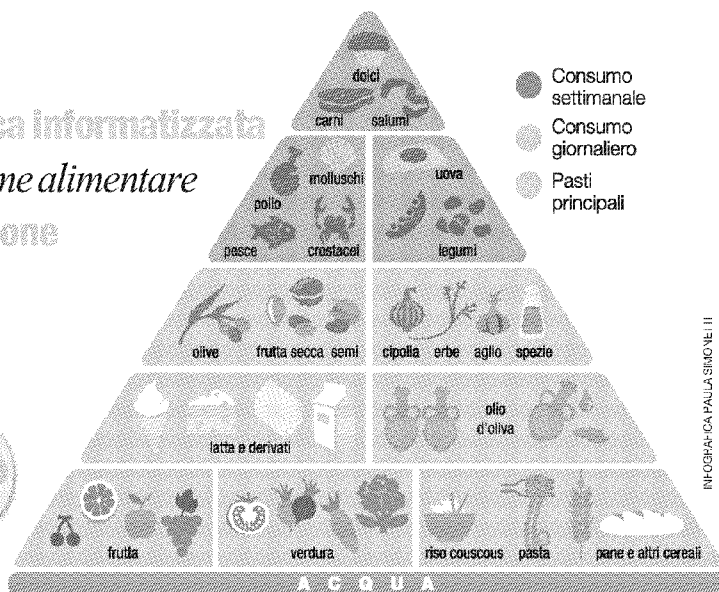 ca informatizzata
me alimentare
one
Consumo
settimanale
Consumo
giornaliero
Pasti
principali
dolci
carni salumi
molluschi
pollo
pesce crostacei
uova
legumi
olive frutta secca semi
cipolla erbe aglio spezie
latte e derivati
olio
d'oliva
frutta
verdura
riso couscous pasta pane e altri cereali
ACQUA
INFOGRAFICA PAULA SIMONETTI